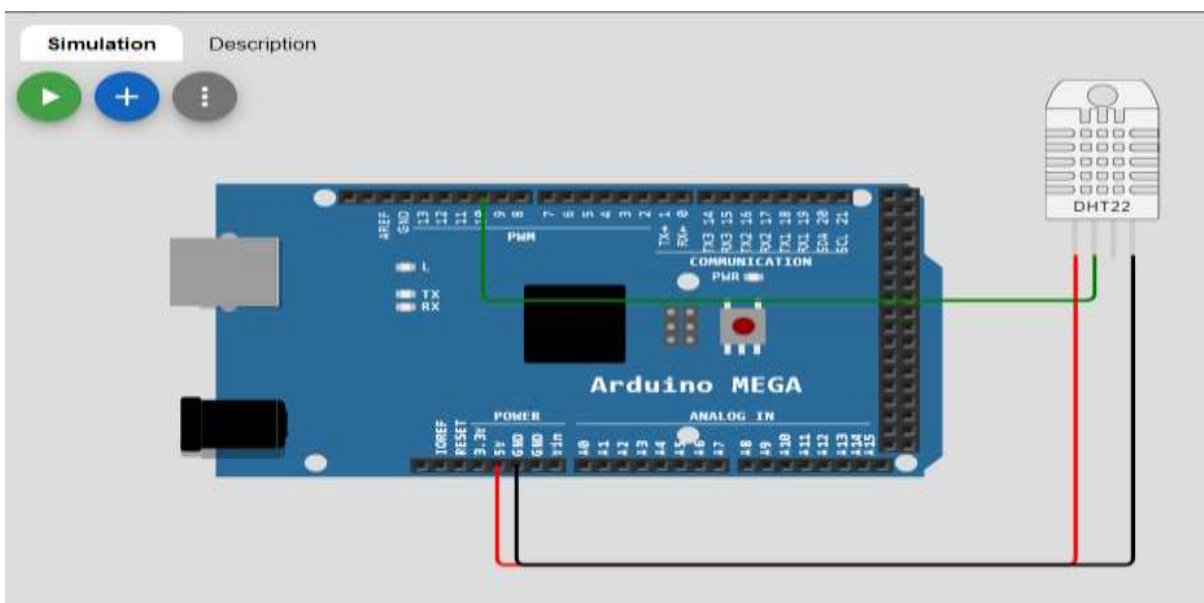 Simulation Description
DHT22
AREF
GND
13
12
11
10
9
8
7
6
5
4
3
2
TX→ 1
RX← 0
TX3 14
RX3 15
TX2 16
RX2 17
TX1 18
RX1 19
SDA 20
SCL 21
PWM
COMMUNICATION
L
PWR
TX
RX
Arduino MEGA
POWER
ANALOG IN
IOREF
RESET
3.3V
5V
GND
GND
Vin
A0
A1
A2
A3
A4
A5
A6
A7
A8
A9
A10
A11
A12
A13
A14
A15